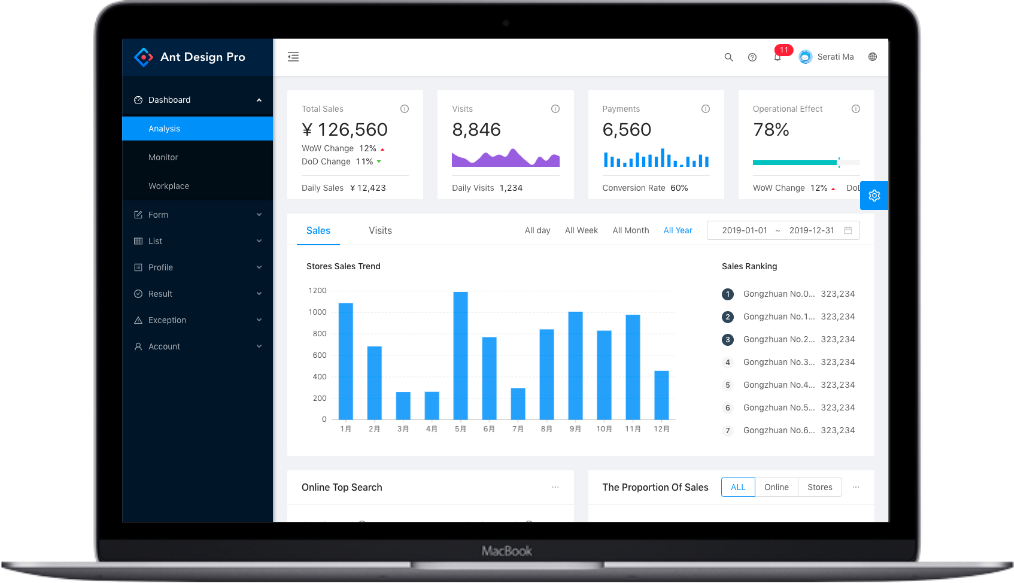 Ant Design Pro
11
Serati Ma
Dashboard
Analysis
Monitor
Workplace
Form
List
Profile
Result
Exception
Account
Total Sales
¥ 126,560
WoW Change 12%
DoD Change 11%
Daily Sales ¥ 12,423
Visits
8,846
Daily Visits 1,234
Payments
6,560
Conversion Rate 60%
Operational Effect
78%
WoW Change 12%
Sales Visits All day All Week All Month All Year 2019-01-01 ~ 2019-12-31
Stores Sales Trend
1200
1000
800
600
400
200
0
1月 2月 3月 4月 5月 6月 7月 8月 9月 10月 11月 12月
Sales Ranking
1 Gongzhuan No.0... 323,234
2 Gongzhuan No.1... 323,234
3 Gongzhuan No.2... 323,234
4 Gongzhuan No.3... 323,234
5 Gongzhuan No.4... 323,234
6 Gongzhuan No.5... 323,234
7 Gongzhuan No.6... 323,234
Online Top Search ...
The Proportion Of Sales ALL Online Stores ...
MacBook